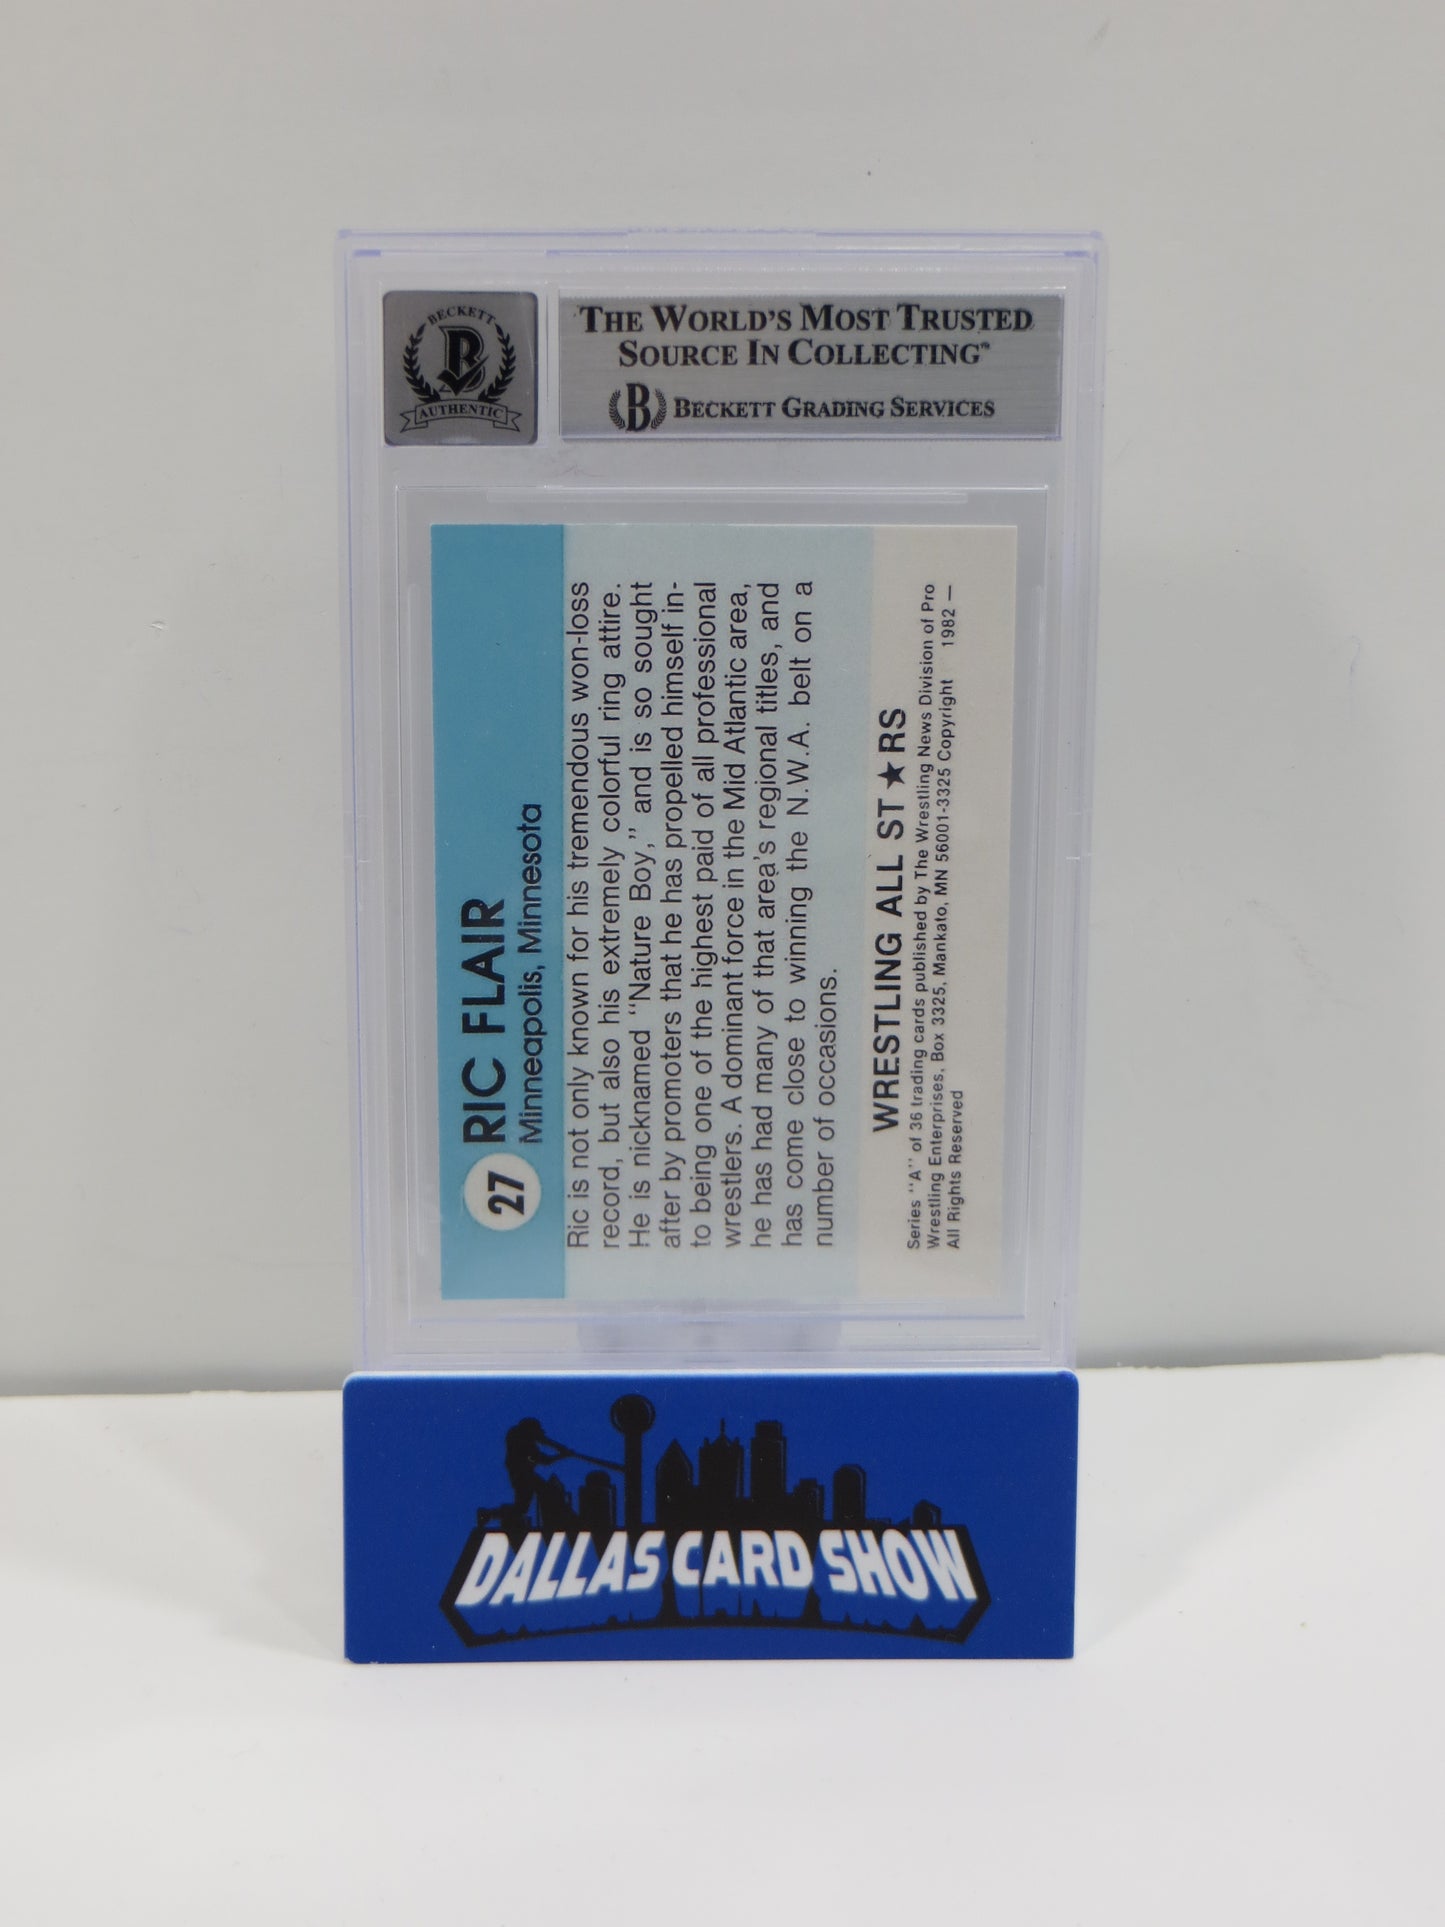 BECKETT
B
AUTHENTIC
THE WORLD'S MOST TRUSTED
SOURCE IN COLLECTING™
B BECKETT GRADING SERVICES
27 RIC FLAIR
Minneapolis, Minnesota
Ric is not only known for his tremendous won-loss
record, but also his extremely colorful ring attire.
He is nicknamed "Nature Boy," and is so sought
after by promoters that he has propelled himself in-
to being one of the highest paid of all professional
wrestlers. A dominant force in the Mid Atlantic area,
he has had many of that area's regional titles, and
has come close to winning the N.W.A. belt on a
number of occasions.
WRESTLING ALL ST★RS
Series "A" of 36 trading cards published by The Wrestling News Division of Pro
Wrestling Enterprises, Box 3325, Mankato, MN 56001-3325 Copyright 1982 —
All Rights Reserved
DALLAS CARD SHOW